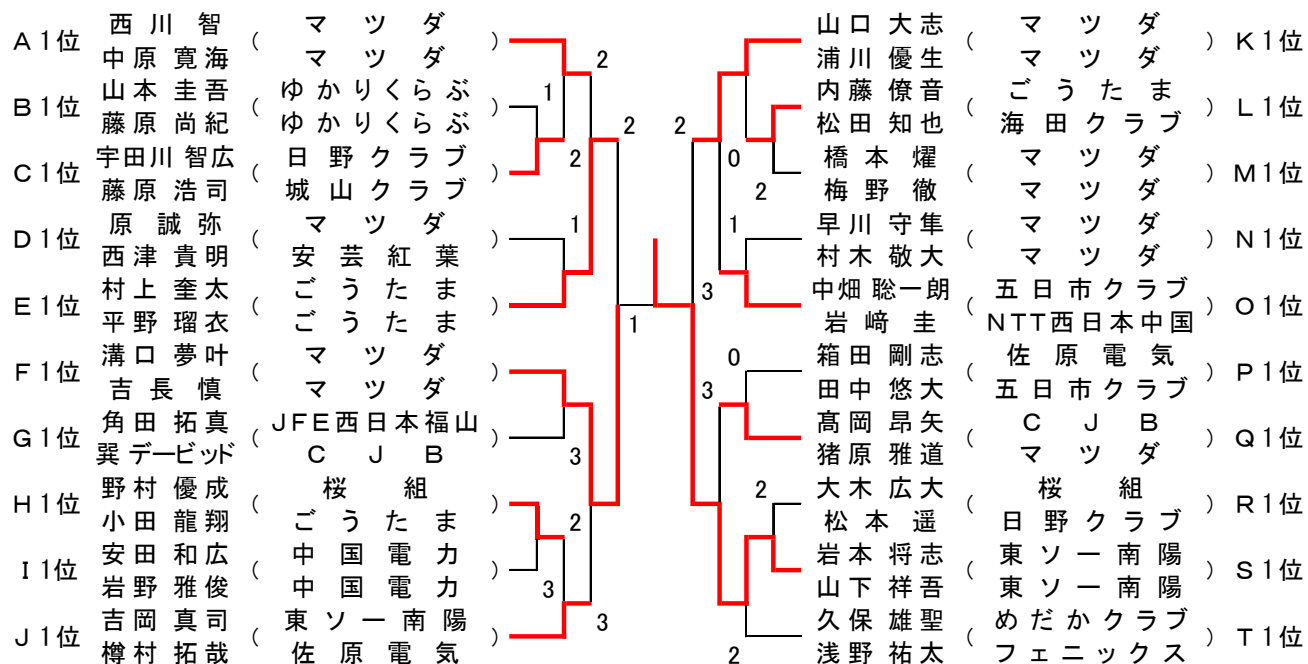 A1位 西川智 ( マツダ )
中原寛海 マツダ
B1位 山本圭吾 ( ゆかりくらぶ )
藤原尚紀 ゆかりくらぶ
C1位 宇田川智広 ( 日野クラブ )
藤原浩司 城山クラブ
D1位 原誠弥 ( マツダ )
西津貴明 安芸紅葉
E1位 村上奎太 ( ごうたま )
平野瑠衣 ごうたま
F1位 溝口夢叶 ( マツダ )
吉長慎 マツダ
G1位 角田拓真 ( JFE西日本福山 )
巽デービッド CJB
H1位 野村優成 ( 桜組 )
小田龍翔 ごうたま
I1位 安田和広 ( 中国電力 )
岩野雅俊 中国電力
J1位 吉岡真司 ( 東ソー南陽 )
樽村拓哉 佐原電気
2
1
2
2
1
3
2
3
3
1
2
0
2
1
3
0
3
2
2
山口大志 ( マツダ ) K1位
浦川優生 マツダ
内藤僚音 ( ごうたま ) L1位
松田知也 海田クラブ
橋本燿 ( マツダ ) M1位
梅野徹 マツダ
早川守隼 ( マツダ ) N1位
村木敬大 マツダ
中畑聡一朗 ( 五日市クラブ ) O1位
岩﨑圭 NTT西日本中国
箱田剛志 ( 佐原電気 ) P1位
田中悠大 五日市クラブ
髙岡昂矢 ( CJB ) Q1位
猪原雅道 マツダ
大木広大 ( 桜組 ) R1位
松本遥 日野クラブ
岩本将志 ( 東ソー南陽 ) S1位
山下祥吾 東ソー南陽
久保雄聖 ( めだかクラブ ) T1位
浅野祐太 フェニックス